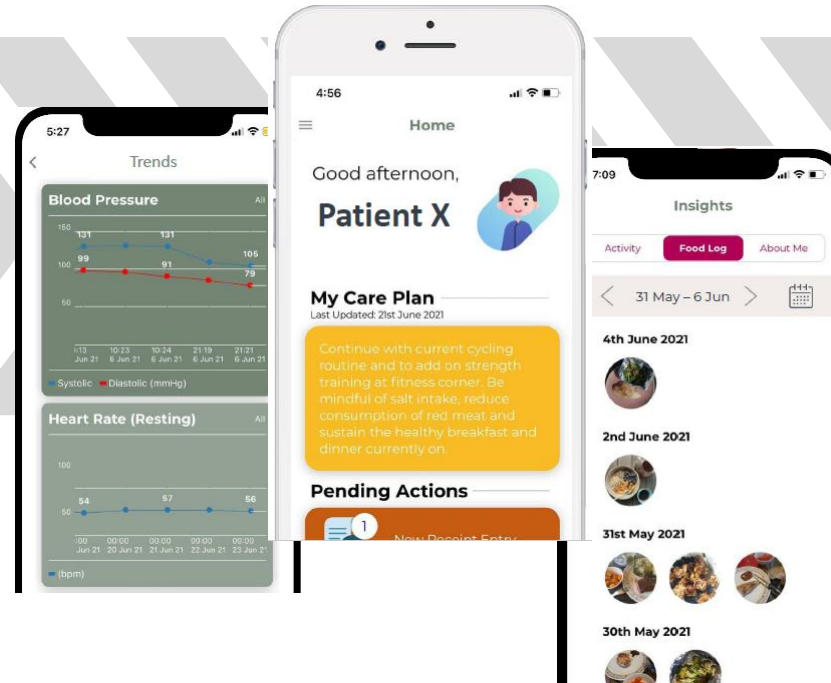 5:27
Trends
Blood Pressure
All
150
131
131
105
100
99
91
79
50
10:23
10:24
21:19
21:21
Jun 21
6 Jun 21
6 Jun 21
6 Jun 21
6 Jun 21
Systolic
Diastolic (mmHg)
Heart Rate (Resting)
All
100
54
57
56
50
:00
00:00
00:00
00:00
00:00
Jun 21
20 Jun 21
21 Jun 21
22 Jun 21
23 Jun 2
(bpm)
4:56
Home
Good afternoon,
Patient X
My Care Plan
Last Updated: 21st June 2021
Continue with current cycling
routine and to add on strength
training at fitness corner. Be
mindful of salt intake, reduce
consumption of red meat and
sustain the healthy breakfast and
dinner currently on.
Pending Actions
1
New Receipt Entry
7:09
Insights
Activity
Food Log
About Me
31 May – 6 Jun
4th June 2021
2nd June 2021
31st May 2021
30th May 2021